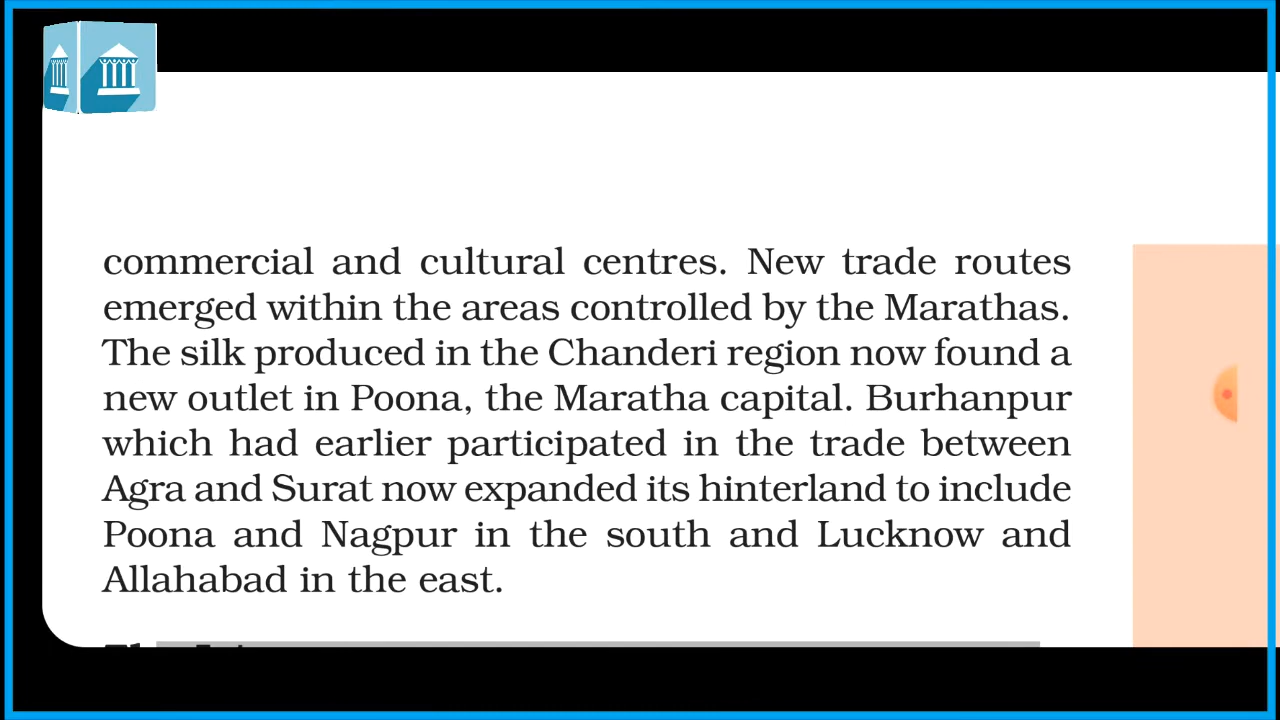 commercial and cultural centres. New trade routes
emerged within the areas controlled by the Marathas.
The silk produced in the Chanderi region now found a
new outlet in Poona, the Maratha capital. Burhanpur
which had earlier participated in the trade between
Agra and Surat now expanded its hinterland to include
Poona and Nagpur in the south and Lucknow and
Allahabad in the east.